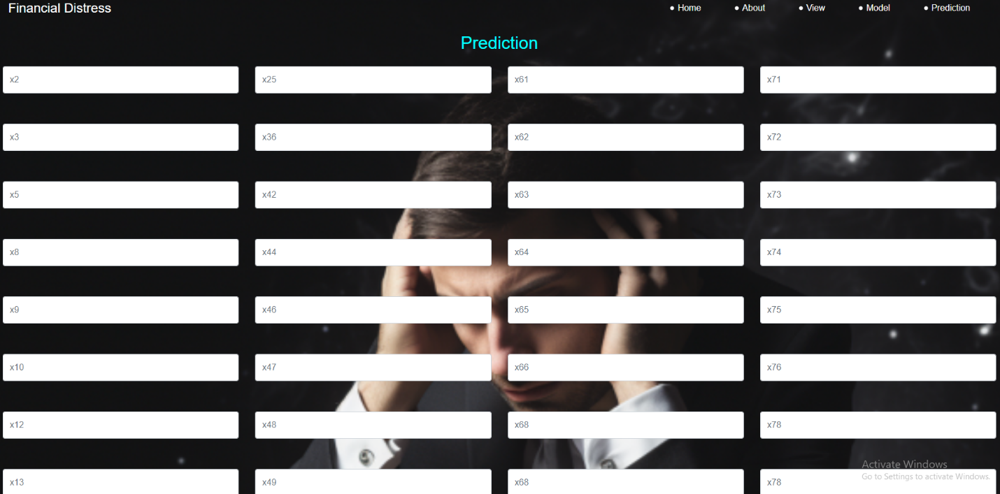 Financial Distress
● Home ● About ● View ● Model ● Prediction
Prediction
x2 x25 x61 x71
x3 x36 x62 x72
x5 x42 x63 x73
x8 x44 x64 x74
x9 x46 x65 x75
x10 x47 x66 x76
x12 x48 x68 x78
x13 x49 x68 x78
Activate Windows
Go to Settings to activate Windows.